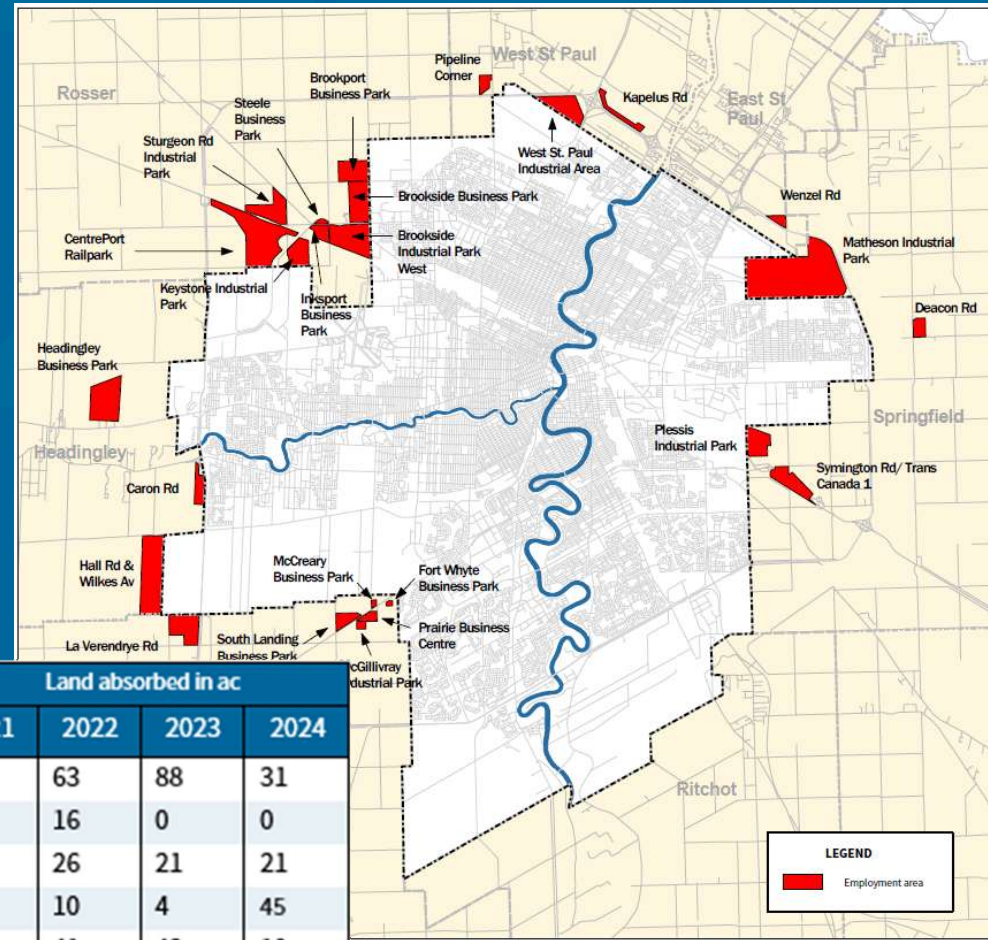 West St Paul
Pipeline
Corner
Brookport
Business Park
Kapelus Rd
Rosser
Steele
Business
Park
East St
Paul
Sturgeon Rd
Industrial
Park
West St. Paul
Industrial Area
Brookside Business Park
Wenzel Rd
CentrePort
Railpark
Brookside
Industrial Park
West
Matheson Industrial
Park
Keystone Industrial
Park
Inksport
Business
Park
Deacon Rd
Headingley
Business Park
Springfield
Plessis
Industrial Park
Headingley
Symington Rd/ Trans
Canada 1
Caron Rd
McCreary
Business Park
Fort Whyte
Business Park
Hall Rd &
Wilkes Av
Prairie Business
Centre
La Verendrye Rd
South Landing
Business Park
Park
Ritchot
LEGEND
Employment area
Land absorbed in ac
2022 2023 2024
63 88 31
16 0 0
26 21 21
10 4 45